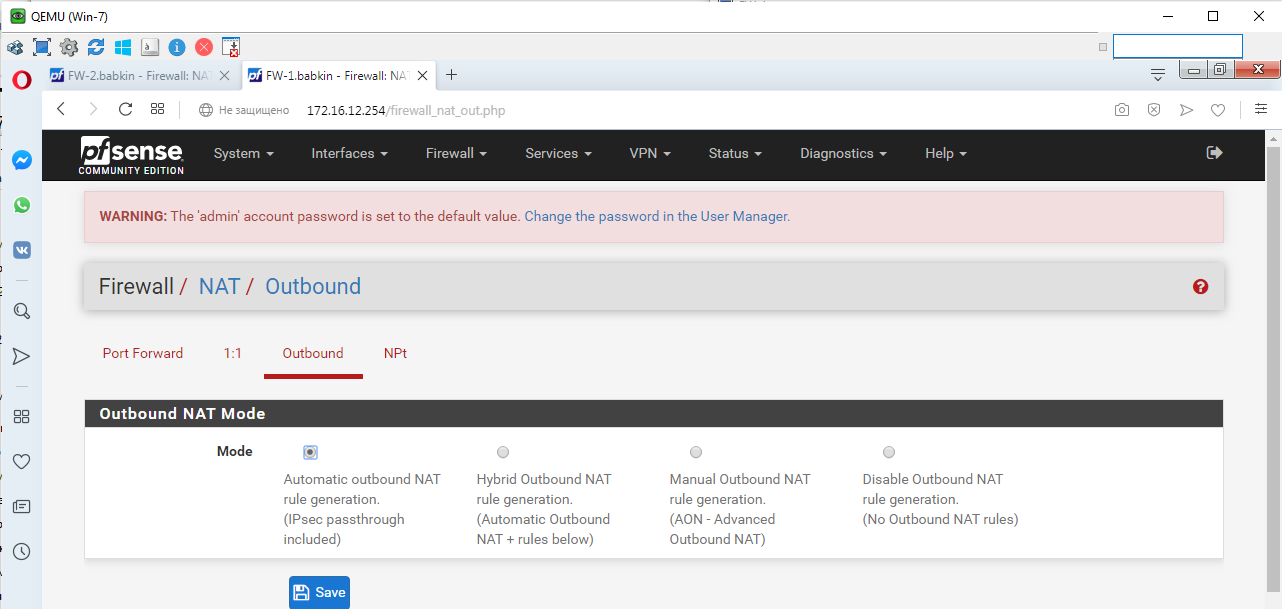 QEMU (Win-7)
FW-2.babkin - Firewall: NAT
FW-1.babkin - Firewall: NAT
Не защищено 172.16.12.254/firewall_nat_out.php
pfsense
COMMUNITY EDITION
System Interfaces Firewall Services VPN Status Diagnostics Help
WARNING: The 'admin' account password is set to the default value. Change the password in the User Manager.
Firewall / NAT / Outbound
Port Forward 1:1 Outbound NPt
Outbound NAT Mode
Mode
Automatic outbound NAT
rule generation.
(IPsec passthrough
included)
Hybrid Outbound NAT
rule generation.
(Automatic Outbound
NAT + rules below)
Manual Outbound NAT
rule generation.
(AON - Advanced
Outbound NAT)
Disable Outbound NAT
rule generation.
(No Outbound NAT rules)
Save